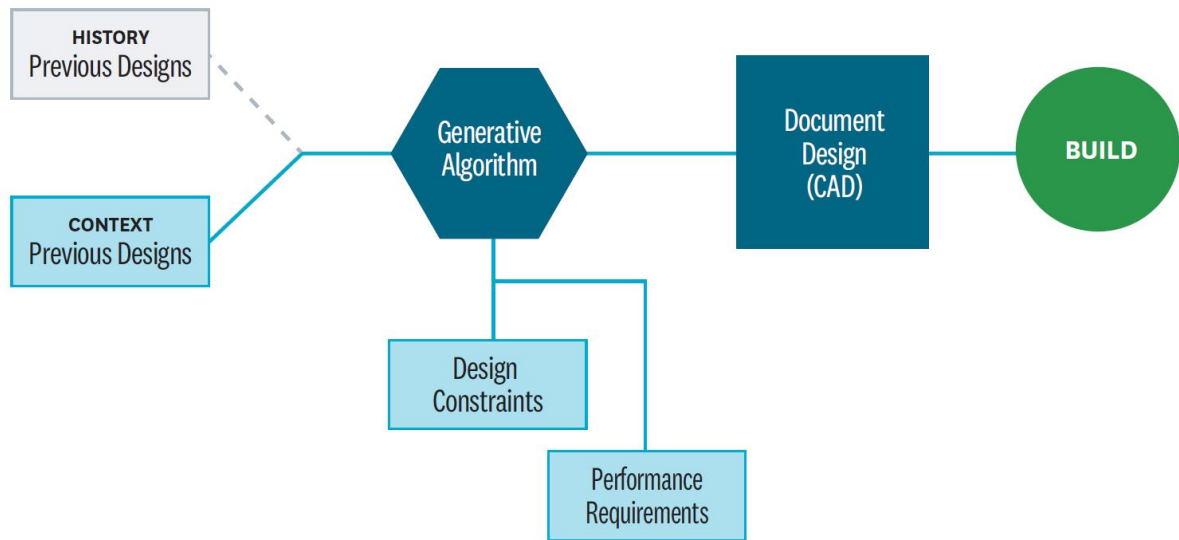 HISTORY
Previous Designs
CONTEXT
Previous Designs
Generative
Algorithm
Document
Design
(CAD)
BUILD
Design
Constraints
Performance
Requirements